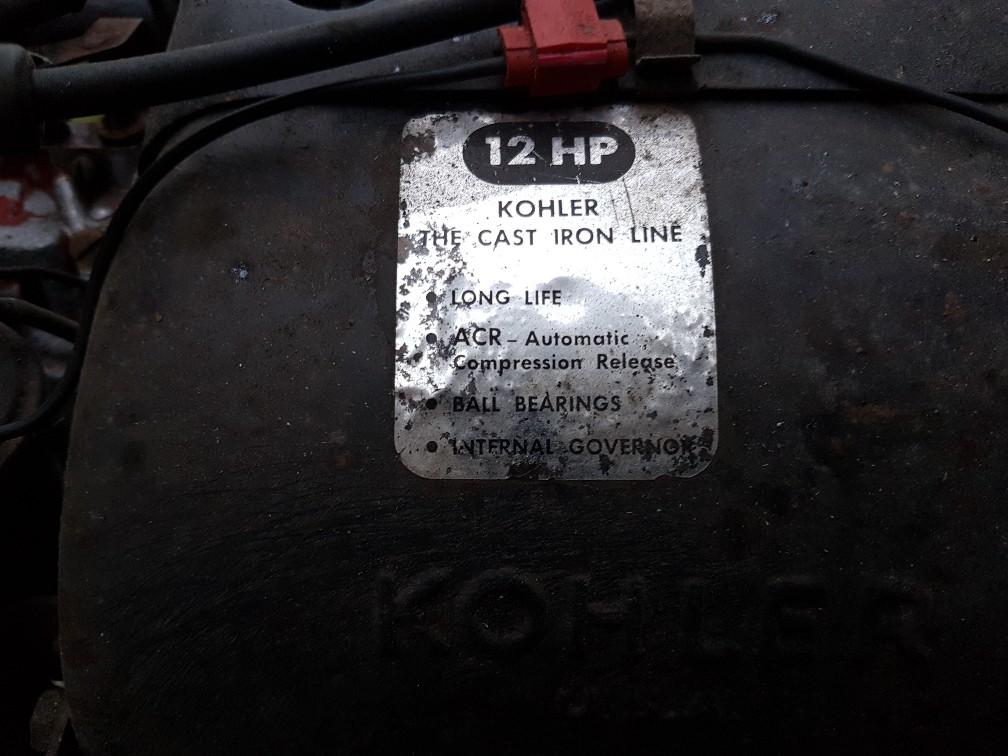 12 HP
KOHLER
THE CAST IRON LINE
• LONG LIFE
• ACR – Automatic
Compression Release
• BALL BEARINGS
• INTERNAL GOVERNOR
KOHLER